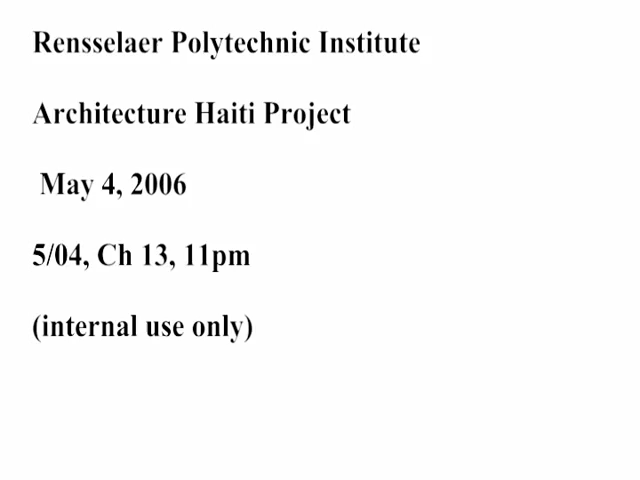 Rensselaer Polytechnic Institute
Architecture Haiti Project
May 4, 2006
5/04, Ch 13, 11pm
(internal use only)